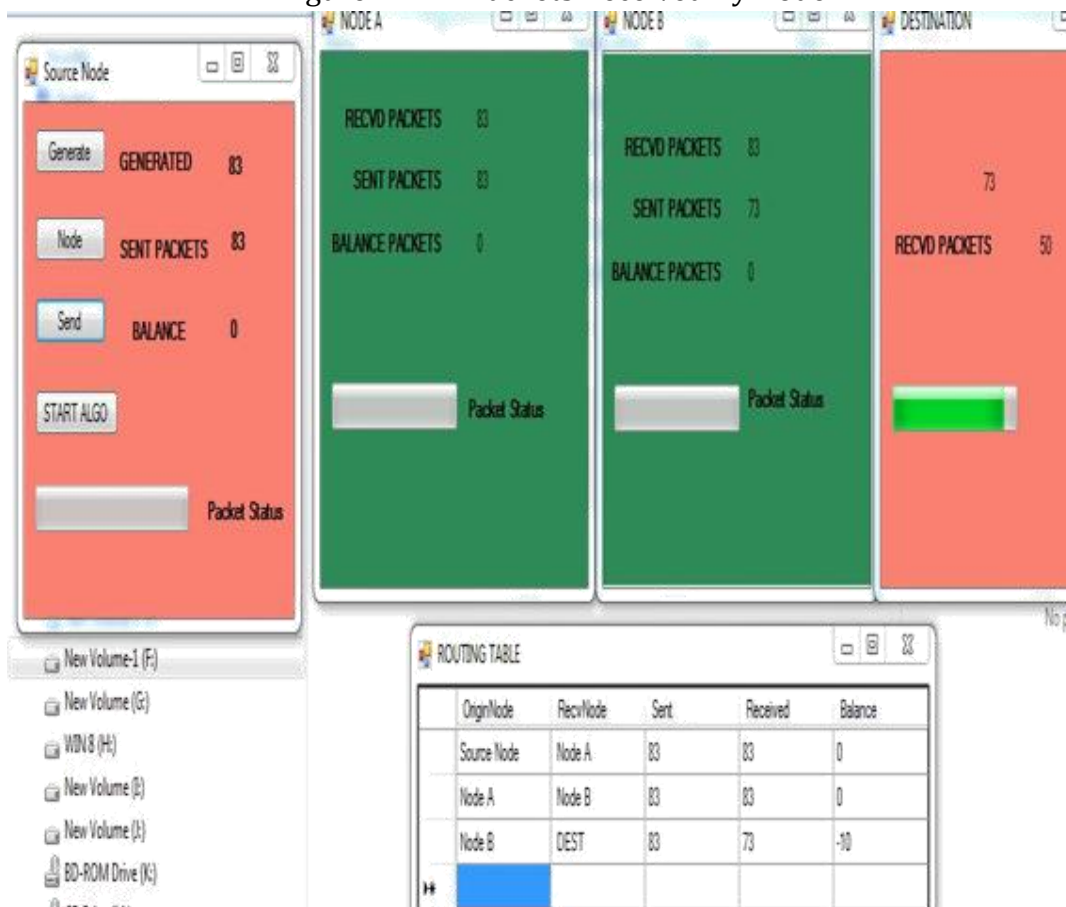 Source Node
Generate GENERATED 83
Node SENT PACKETS 83
Send BALANCE 0
START ALGO
Packet Status
NODE A
RECVD PACKETS 83
SENT PACKETS 83
BALANCE PACKETS 0
Packet Status
NODE B
RECVD PACKETS 83
SENT PACKETS 73
BALANCE PACKETS 0
Packet Status
DESTINATION
73
RECVD PACKETS 50
ROUTING TABLE
OriginNode RecvNode Sent Received Balance
Source Node Node A 83 83 0
Node A Node B 83 83 0
Node B DEST 83 73 -10
New Volume-1 (F:)
New Volume (G:)
WIN 8 (H:)
New Volume (I:)
New Volume (J:)
BD-ROM Drive (K:)
No